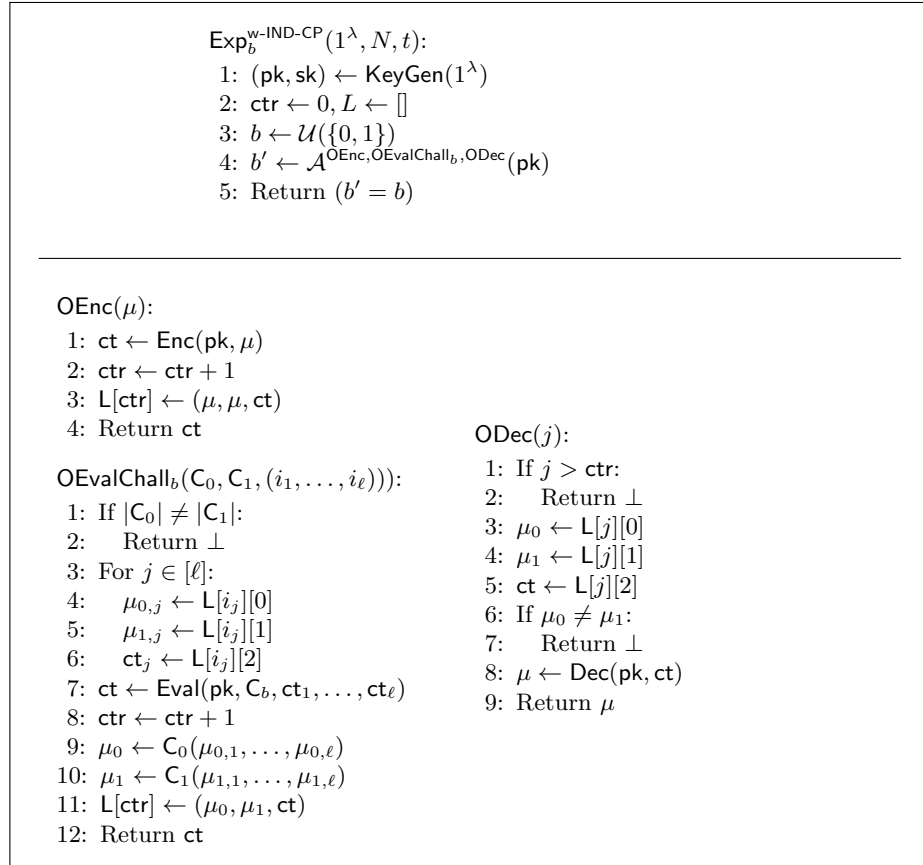 Exp_b^{w-IND-CP}(1^λ, N, t):
1: (pk, sk) ← KeyGen(1^λ)
2: ctr ← 0, L ← []
3: b ← 𝒰({0, 1})
4: b′ ← 𝒜^{OEnc,OEvalChall_b,ODec}(pk)
5: Return (b′ = b)
OEnc(μ):
1: ct ← Enc(pk, μ)
2: ctr ← ctr + 1
3: L[ctr] ← (μ, μ, ct)
4: Return ct
OEvalChall_b(C_0, C_1, (i_1, . . . , i_ℓ))):
1: If |C_0| ≠ |C_1|:
2: Return ⊥
3: For j ∈ [ℓ]:
4: μ_{0,j} ← L[i_j][0]
5: μ_{1,j} ← L[i_j][1]
6: ct_j ← L[i_j][2]
7: ct ← Eval(pk, C_b, ct_1, . . . , ct_ℓ)
8: ctr ← ctr + 1
9: μ_0 ← C_0(μ_{0,1}, . . . , μ_{0,ℓ})
10: μ_1 ← C_1(μ_{1,1}, . . . , μ_{1,ℓ})
11: L[ctr] ← (μ_0, μ_1, ct)
12: Return ct
ODec(j):
1: If j > ctr:
2: Return ⊥
3: μ_0 ← L[j][0]
4: μ_1 ← L[j][1]
5: ct ← L[j][2]
6: If μ_0 ≠ μ_1:
7: Return ⊥
8: μ ← Dec(pk, ct)
9: Return μ